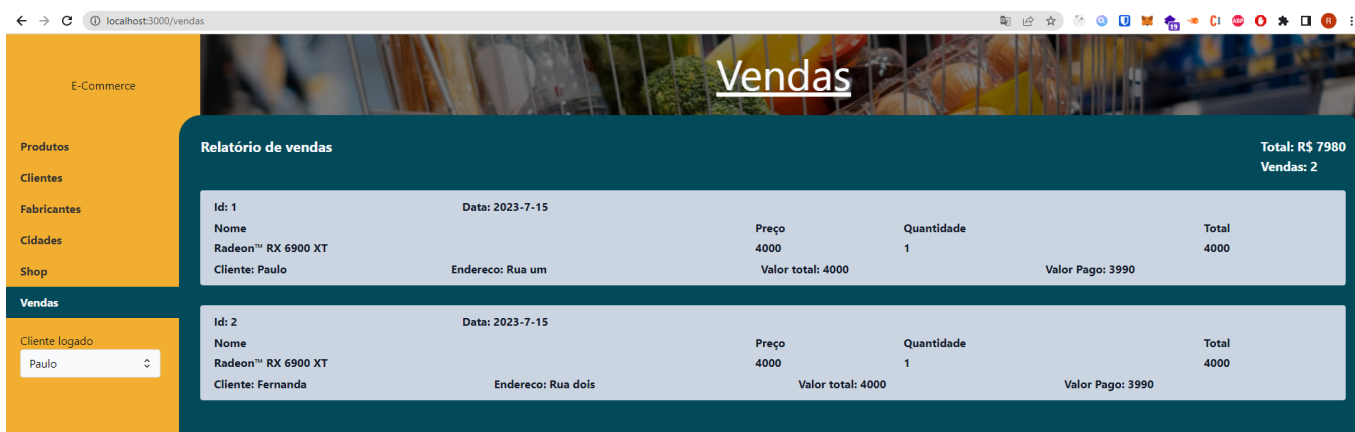 localhost:3000/vendas
19
ABP
R
E-Commerce
Vendas
Produtos
Clientes
Fabricantes
Cidades
Shop
Vendas
Cliente logado
Paulo
Relatório de vendas
Total: R$ 7980
Vendas: 2
Id: 1 Data: 2023-7-15
Nome Preço Quantidade Total
Radeon™ RX 6900 XT 4000 1 4000
Cliente: Paulo Endereco: Rua um Valor total: 4000 Valor Pago: 3990
Id: 2 Data: 2023-7-15
Nome Preço Quantidade Total
Radeon™ RX 6900 XT 4000 1 4000
Cliente: Fernanda Endereco: Rua dois Valor total: 4000 Valor Pago: 3990